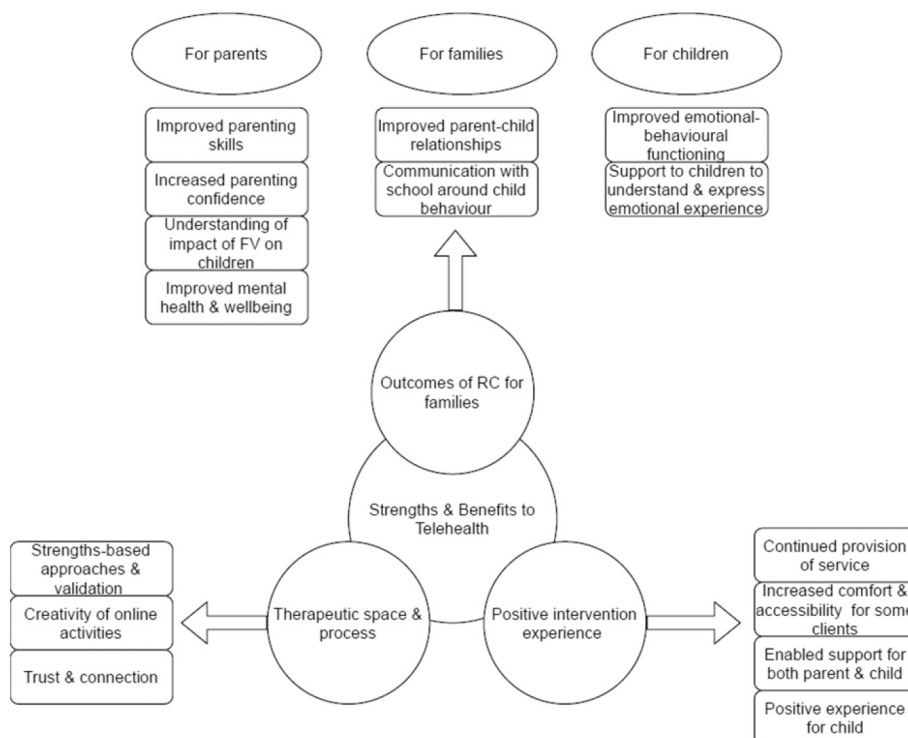 For parents
For families
For children
Improved parenting
skills
Increased parenting
confidence
Understanding of
impact of FV on
children
Improved mental
health & wellbeing
Improved parent-child
relationships
Communication with
school around child
behaviour
Improved emotional-
behavioural
functioning
Support to children to
understand & express
emotional experience
Outcomes of RC for
families
Strengths & Benefits to
Telehealth
Therapeutic space &
process
Positive intervention
experience
Strengths-based
approaches &
validation
Creativity of online
activities
Trust & connection
Continued provision
of service
Increased comfort &
accessibility for some
clients
Enabled support for
both parent & child
Positive experience
for child